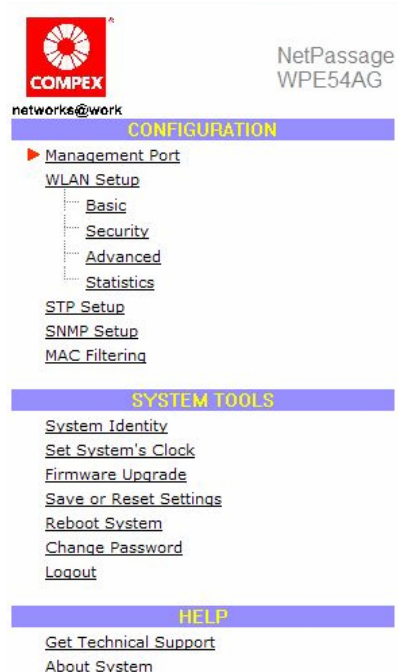 COMPEX
®
networks@work
NetPassage
WPE54AG
CONFIGURATION
Management Port
WLAN Setup
Basic
Security
Advanced
Statistics
STP Setup
SNMP Setup
MAC Filtering
SYSTEM TOOLS
System Identity
Set System's Clock
Firmware Upgrade
Save or Reset Settings
Reboot System
Change Password
Logout
HELP
Get Technical Support
About System